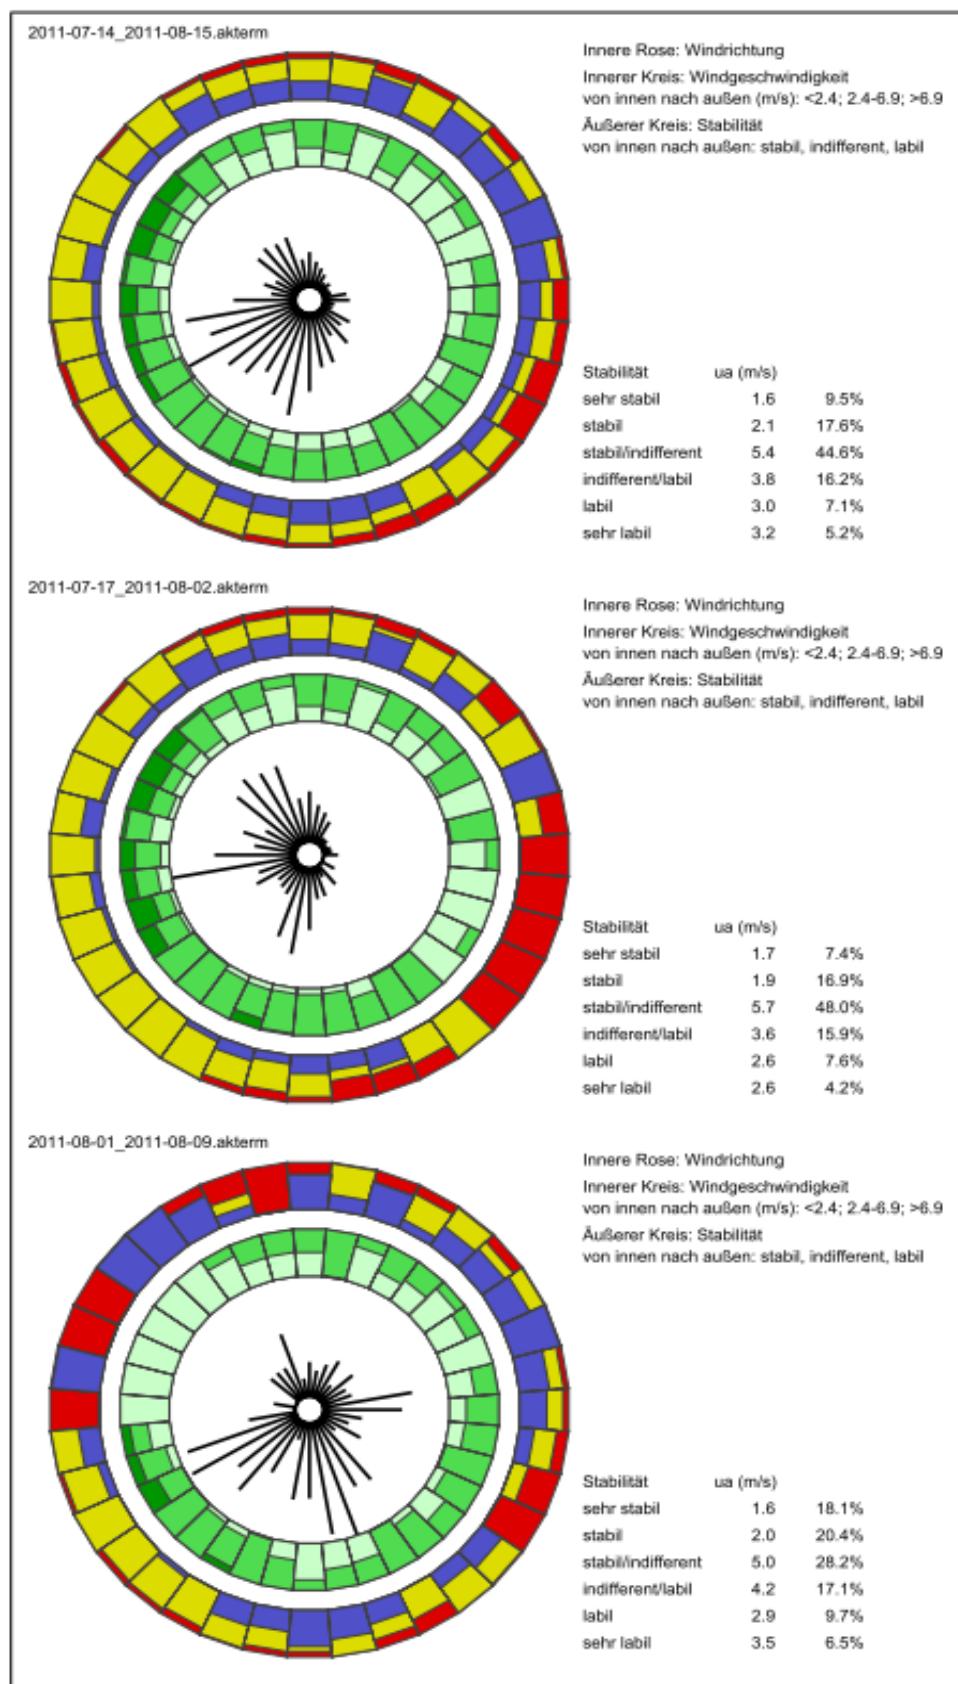 2011-07-14_2011-08-15.akterm
Innere Rose: Windrichtung
Innerer Kreis: Windgeschwindigkeit
von innen nach außen (m/s): <2.4; 2.4-6.9; >6.9
Äußerer Kreis: Stabilität
von innen nach außen: stabil, indifferent, labil
Stabilität ua (m/s)
sehr stabil 1.6 9.5%
stabil 2.1 17.6%
stabil/indifferent 5.4 44.6%
indifferent/labil 3.8 16.2%
labil 3.0 7.1%
sehr labil 3.2 5.2%
2011-07-17_2011-08-02.akterm
Innere Rose: Windrichtung
Innerer Kreis: Windgeschwindigkeit
von innen nach außen (m/s): <2.4; 2.4-6.9; >6.9
Äußerer Kreis: Stabilität
von innen nach außen: stabil, indifferent, labil
Stabilität ua (m/s)
sehr stabil 1.7 7.4%
stabil 1.9 16.9%
stabil/indifferent 5.7 48.0%
indifferent/labil 3.6 15.9%
labil 2.6 7.6%
sehr labil 2.6 4.2%
2011-08-01_2011-08-09.akterm
Innere Rose: Windrichtung
Innerer Kreis: Windgeschwindigkeit
von innen nach außen (m/s): <2.4; 2.4-6.9; >6.9
Äußerer Kreis: Stabilität
von innen nach außen: stabil, indifferent, labil
Stabilität ua (m/s)
sehr stabil 1.6 18.1%
stabil 2.0 20.4%
stabil/indifferent 5.0 28.2%
indifferent/labil 4.2 17.1%
labil 2.9 9.7%
sehr labil 3.5 6.5%